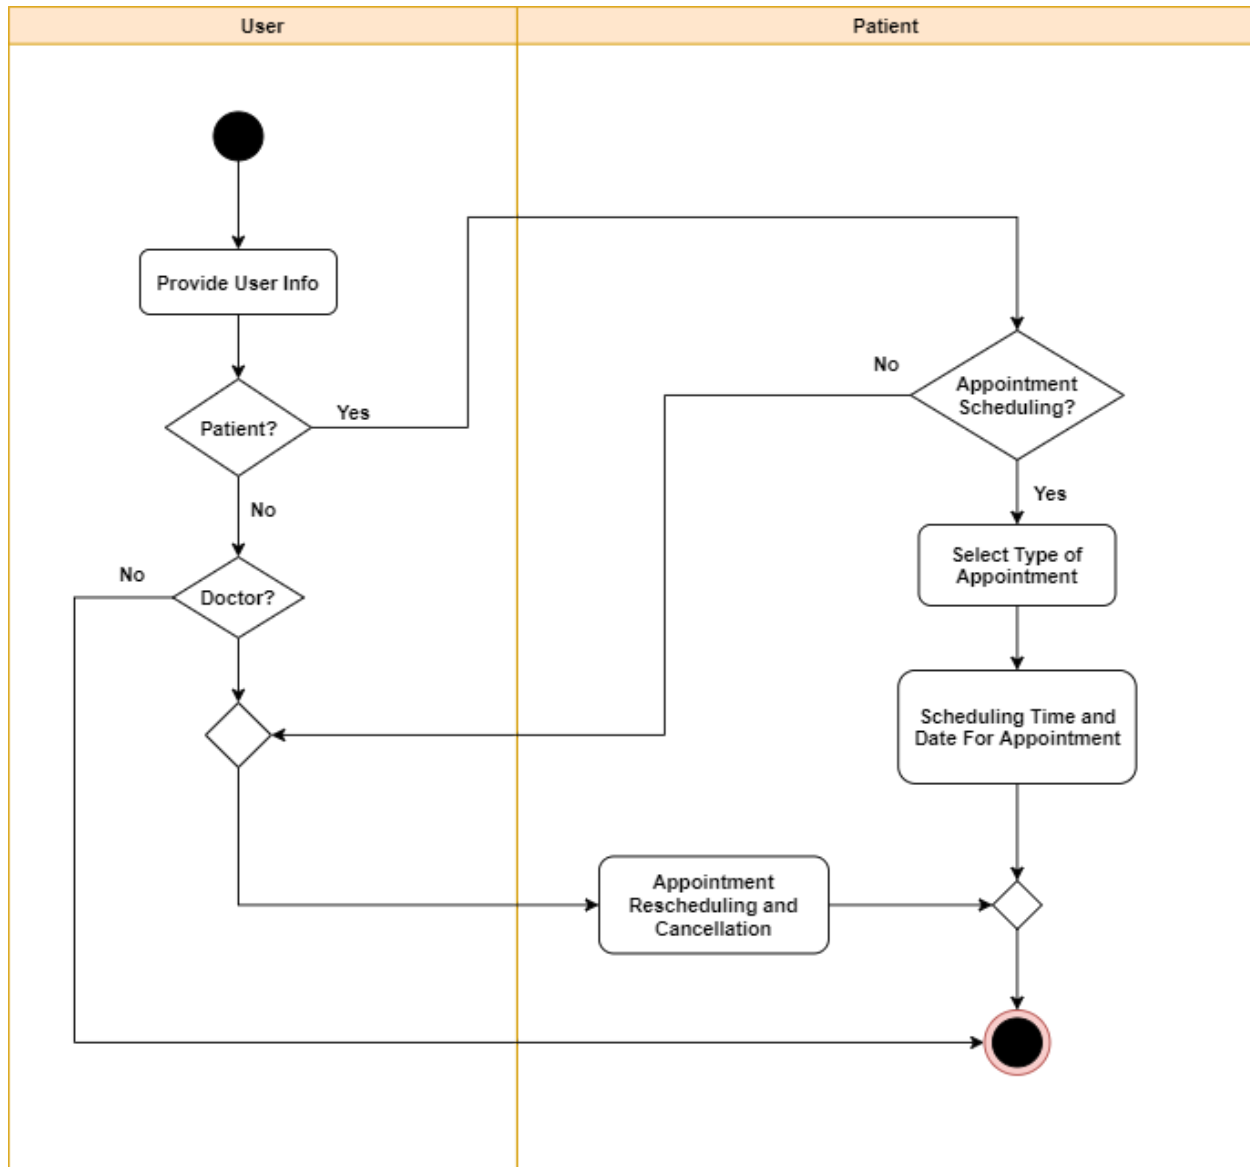 User
Patient
Provide User Info
Patient?
Yes
No
Appointment
Scheduling?
No
Yes
Doctor?
No
Select Type of
Appointment
Scheduling Time and
Date For Appointment
Appointment
Rescheduling and
Cancellation